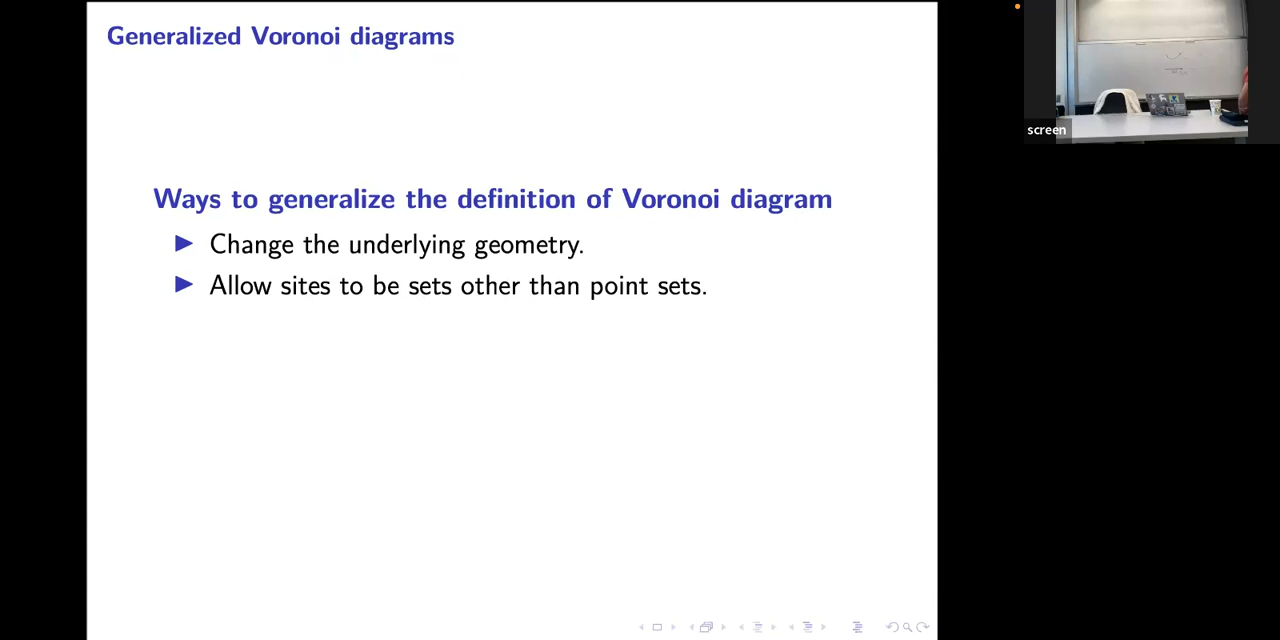 Generalized Voronoi diagrams
Ways to generalize the definition of Voronoi diagram
Change the underlying geometry.
Allow sites to be sets other than point sets.
screen